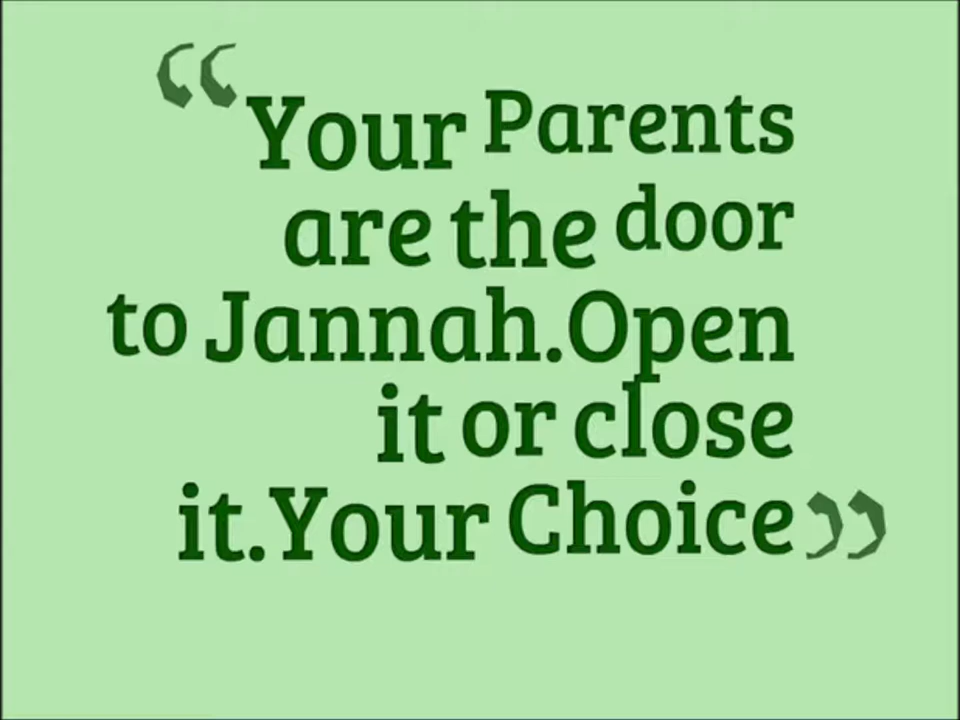 “Your Parents
are the door
to Jannah.Open
it or close
it.Your Choice”